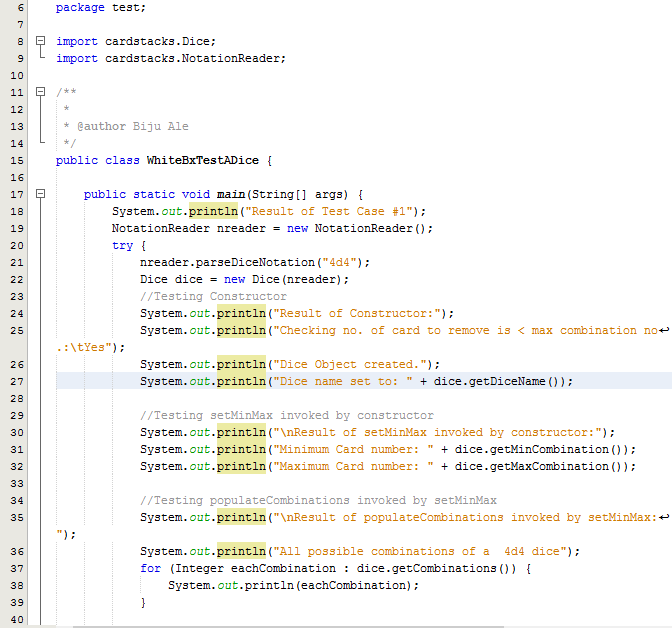 6 package test;
7
8 import cardstacks.Dice;
9 import cardstacks.NotationReader;
10
11 /**
12 *
13 * @author Biju Ale
14 */
15 public class WhiteBxTestADice {
16
17 public static void main(String[] args) {
18 System.out.println("Result of Test Case #1");
19 NotationReader nreader = new NotationReader();
20 try {
21 nreader.parseDiceNotation("4d4");
22 Dice dice = new Dice(nreader);
23 //Testing Constructor
24 System.out.println("Result of Constructor:");
25 System.out.println("Checking no. of card to remove is < max combination no↵
.:\tYes");
26 System.out.println("Dice Object created.");
27 System.out.println("Dice name set to: " + dice.getDiceName());
28
29 //Testing setMinMax invoked by constructor
30 System.out.println("\nResult of setMinMax invoked by constructor:");
31 System.out.println("Minimum Card number: " + dice.getMinCombination());
32 System.out.println("Maximum Card number: " + dice.getMaxCombination());
33
34 //Testing populateCombinations invoked by setMinMax
35 System.out.println("\nResult of populateCombinations invoked by setMinMax:↵
");
36 System.out.println("All possible combinations of a  4d4 dice");
37 for (Integer eachCombination : dice.getCombinations()) {
38 System.out.println(eachCombination);
39 }
40